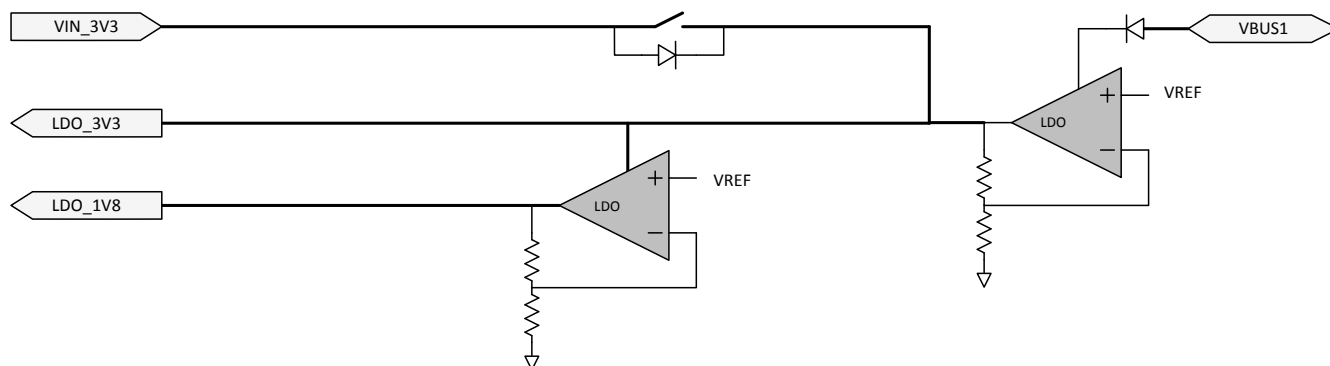 VIN_3V3
VBUS1
+
VREF
LDO
LDO_3V3
−
+
VREF
LDO_1V8
LDO
−